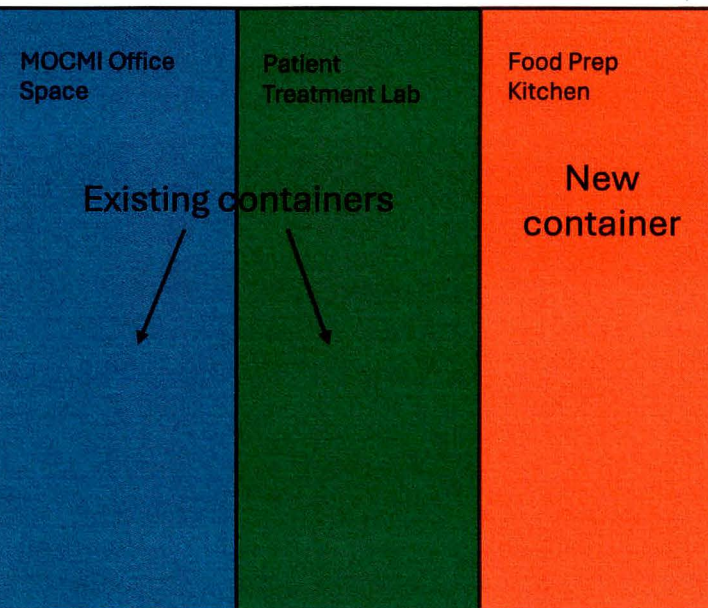 MOCMI Office
Space
Patient
Treatment Lab
Food Prep
Kitchen
Existing containers
New
container